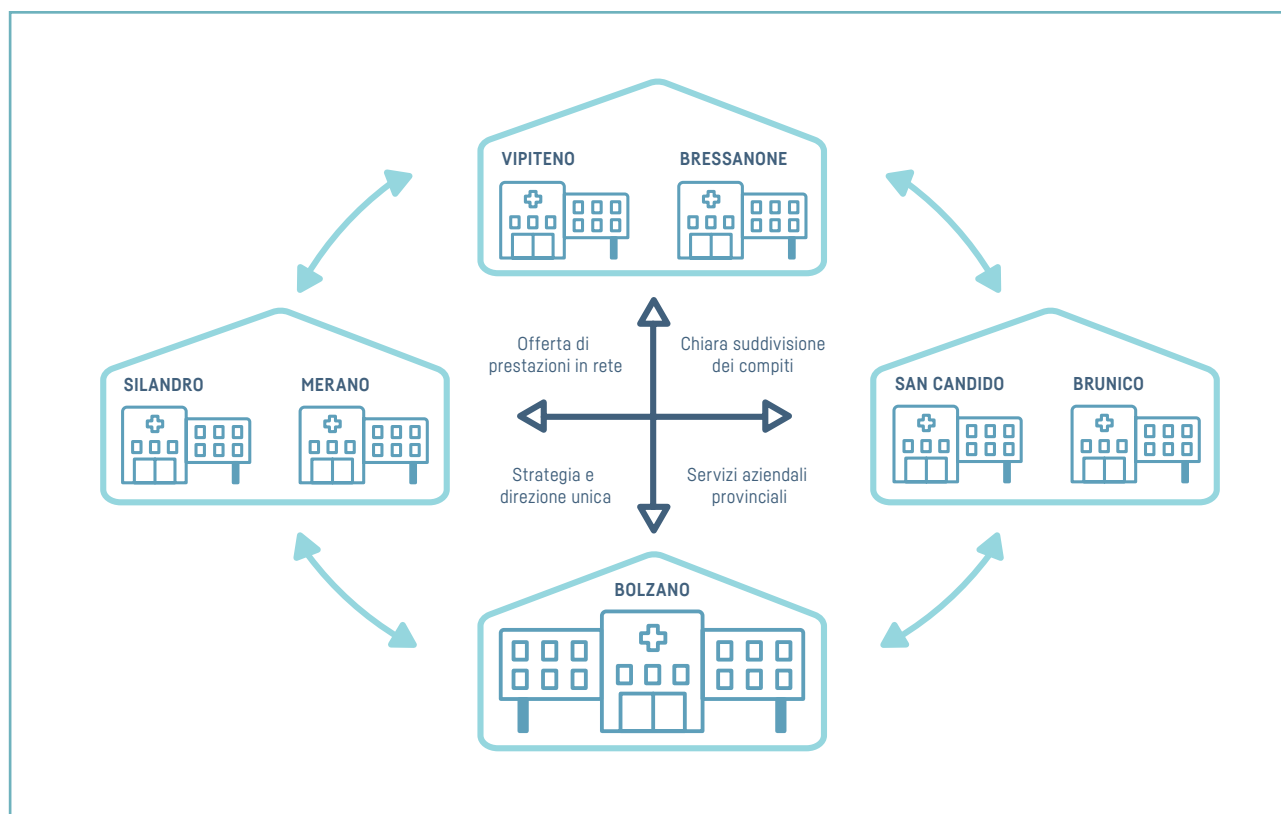 VIPITENO
BRESSANONE
Offerta di
prestazioni in rete
Chiara suddivisione
dei compiti
SILANDRO
MERANO
SAN CANDIDO
BRUNICO
Strategia e
direzione unica
Servizi aziendali
provinciali
BOLZANO